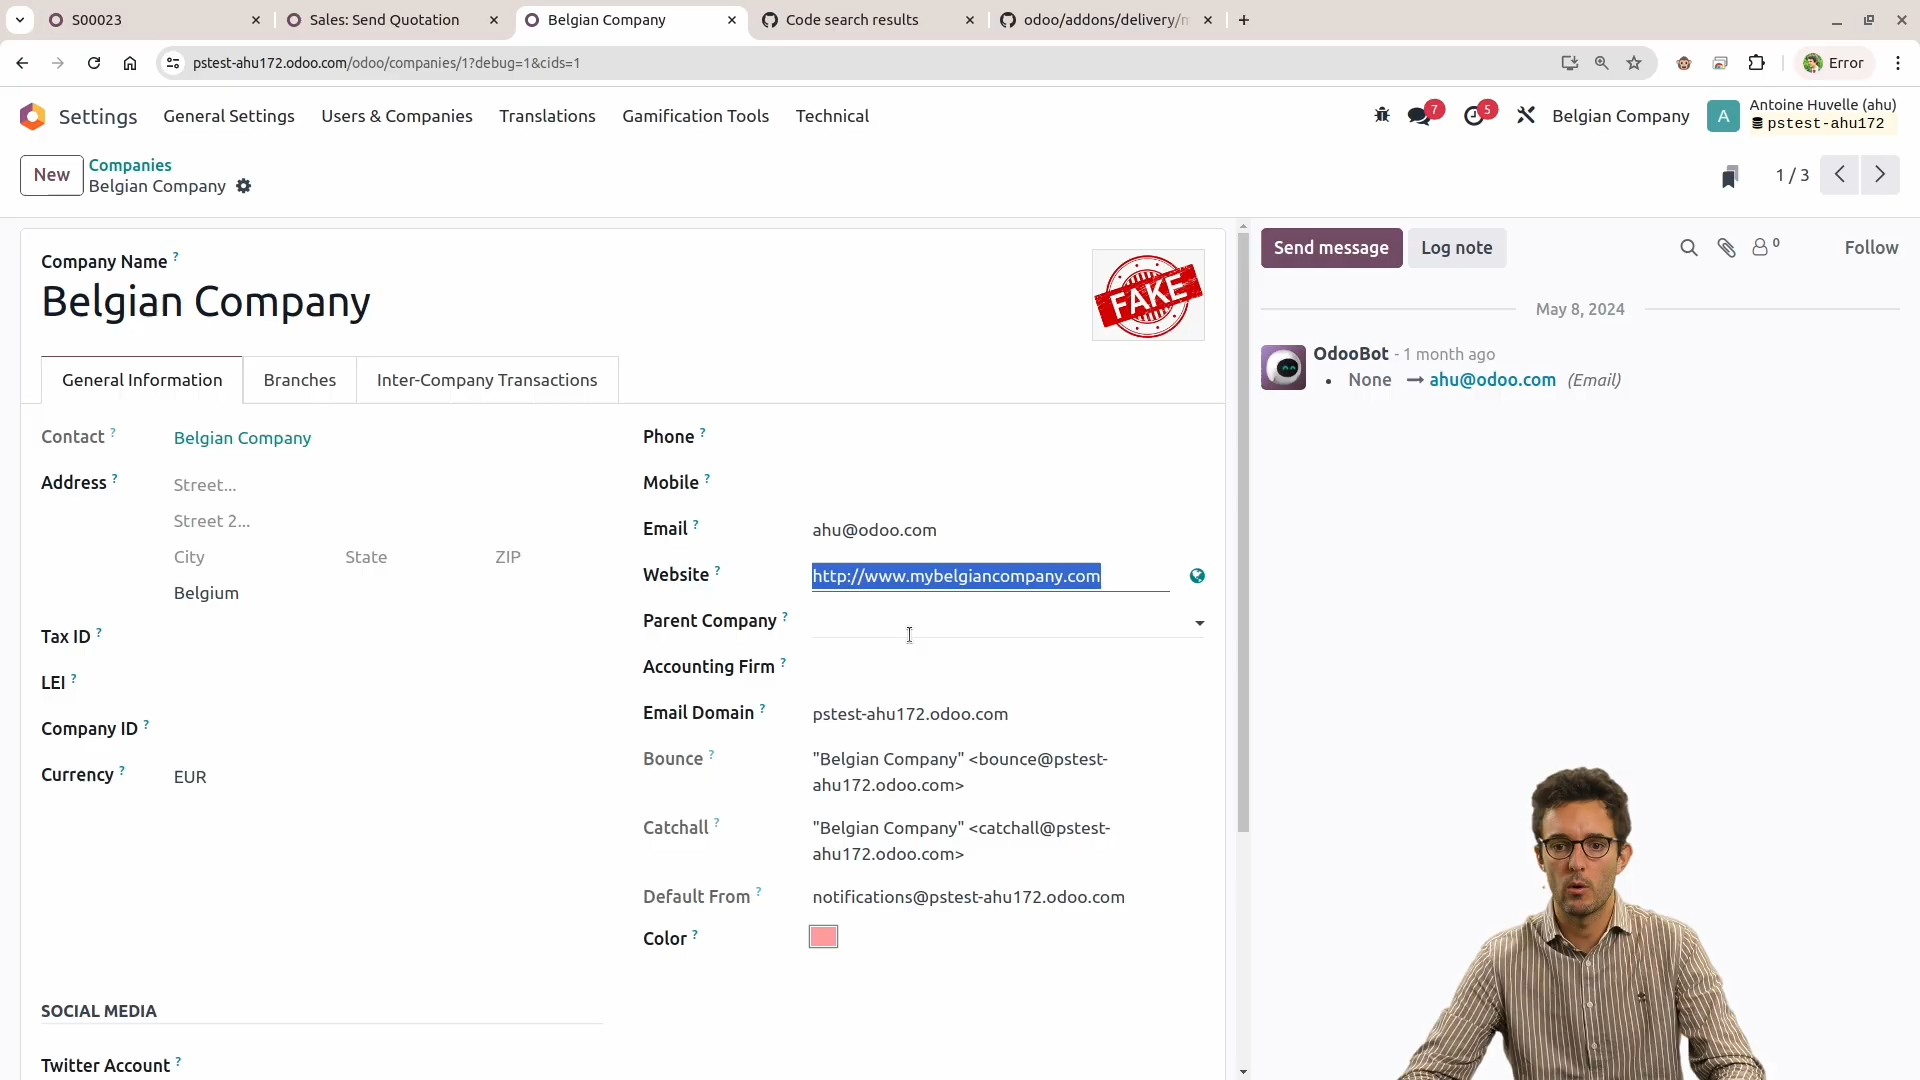 S00023
Sales: Send Quotation
Belgian Company
Code search results
odoo/addons/delivery/m
pstest-ahu172.odoo.com/odoo/companies/1?debug=1&cids=1
Error
Settings
General Settings
Users & Companies
Translations
Gamification Tools
Technical
7
5
Belgian Company
A
Antoine Huvelle (ahu)
pstest-ahu172
New
Companies
Belgian Company
1 / 3
Company Name ?
Belgian Company
FAKE
Send message
Log note
0
Follow
May 8, 2024
OdooBot - 1 month ago
• None → ahu@odoo.com (Email)
General Information
Branches
Inter-Company Transactions
Contact ?
Belgian Company
Address ?
Street...
Street 2...
City
State
ZIP
Belgium
Tax ID ?
LEI ?
Company ID ?
Currency ?
EUR
Phone ?
Mobile ?
Email ?
ahu@odoo.com
Website ?
http://www.mybelgiancompany.com
Parent Company ?
Accounting Firm ?
Email Domain ?
pstest-ahu172.odoo.com
Bounce ?
"Belgian Company" <bounce@pstest-
ahu172.odoo.com>
Catchall ?
"Belgian Company" <catchall@pstest-
ahu172.odoo.com>
Default From ?
notifications@pstest-ahu172.odoo.com
Color ?
SOCIAL MEDIA
Twitter Account ?